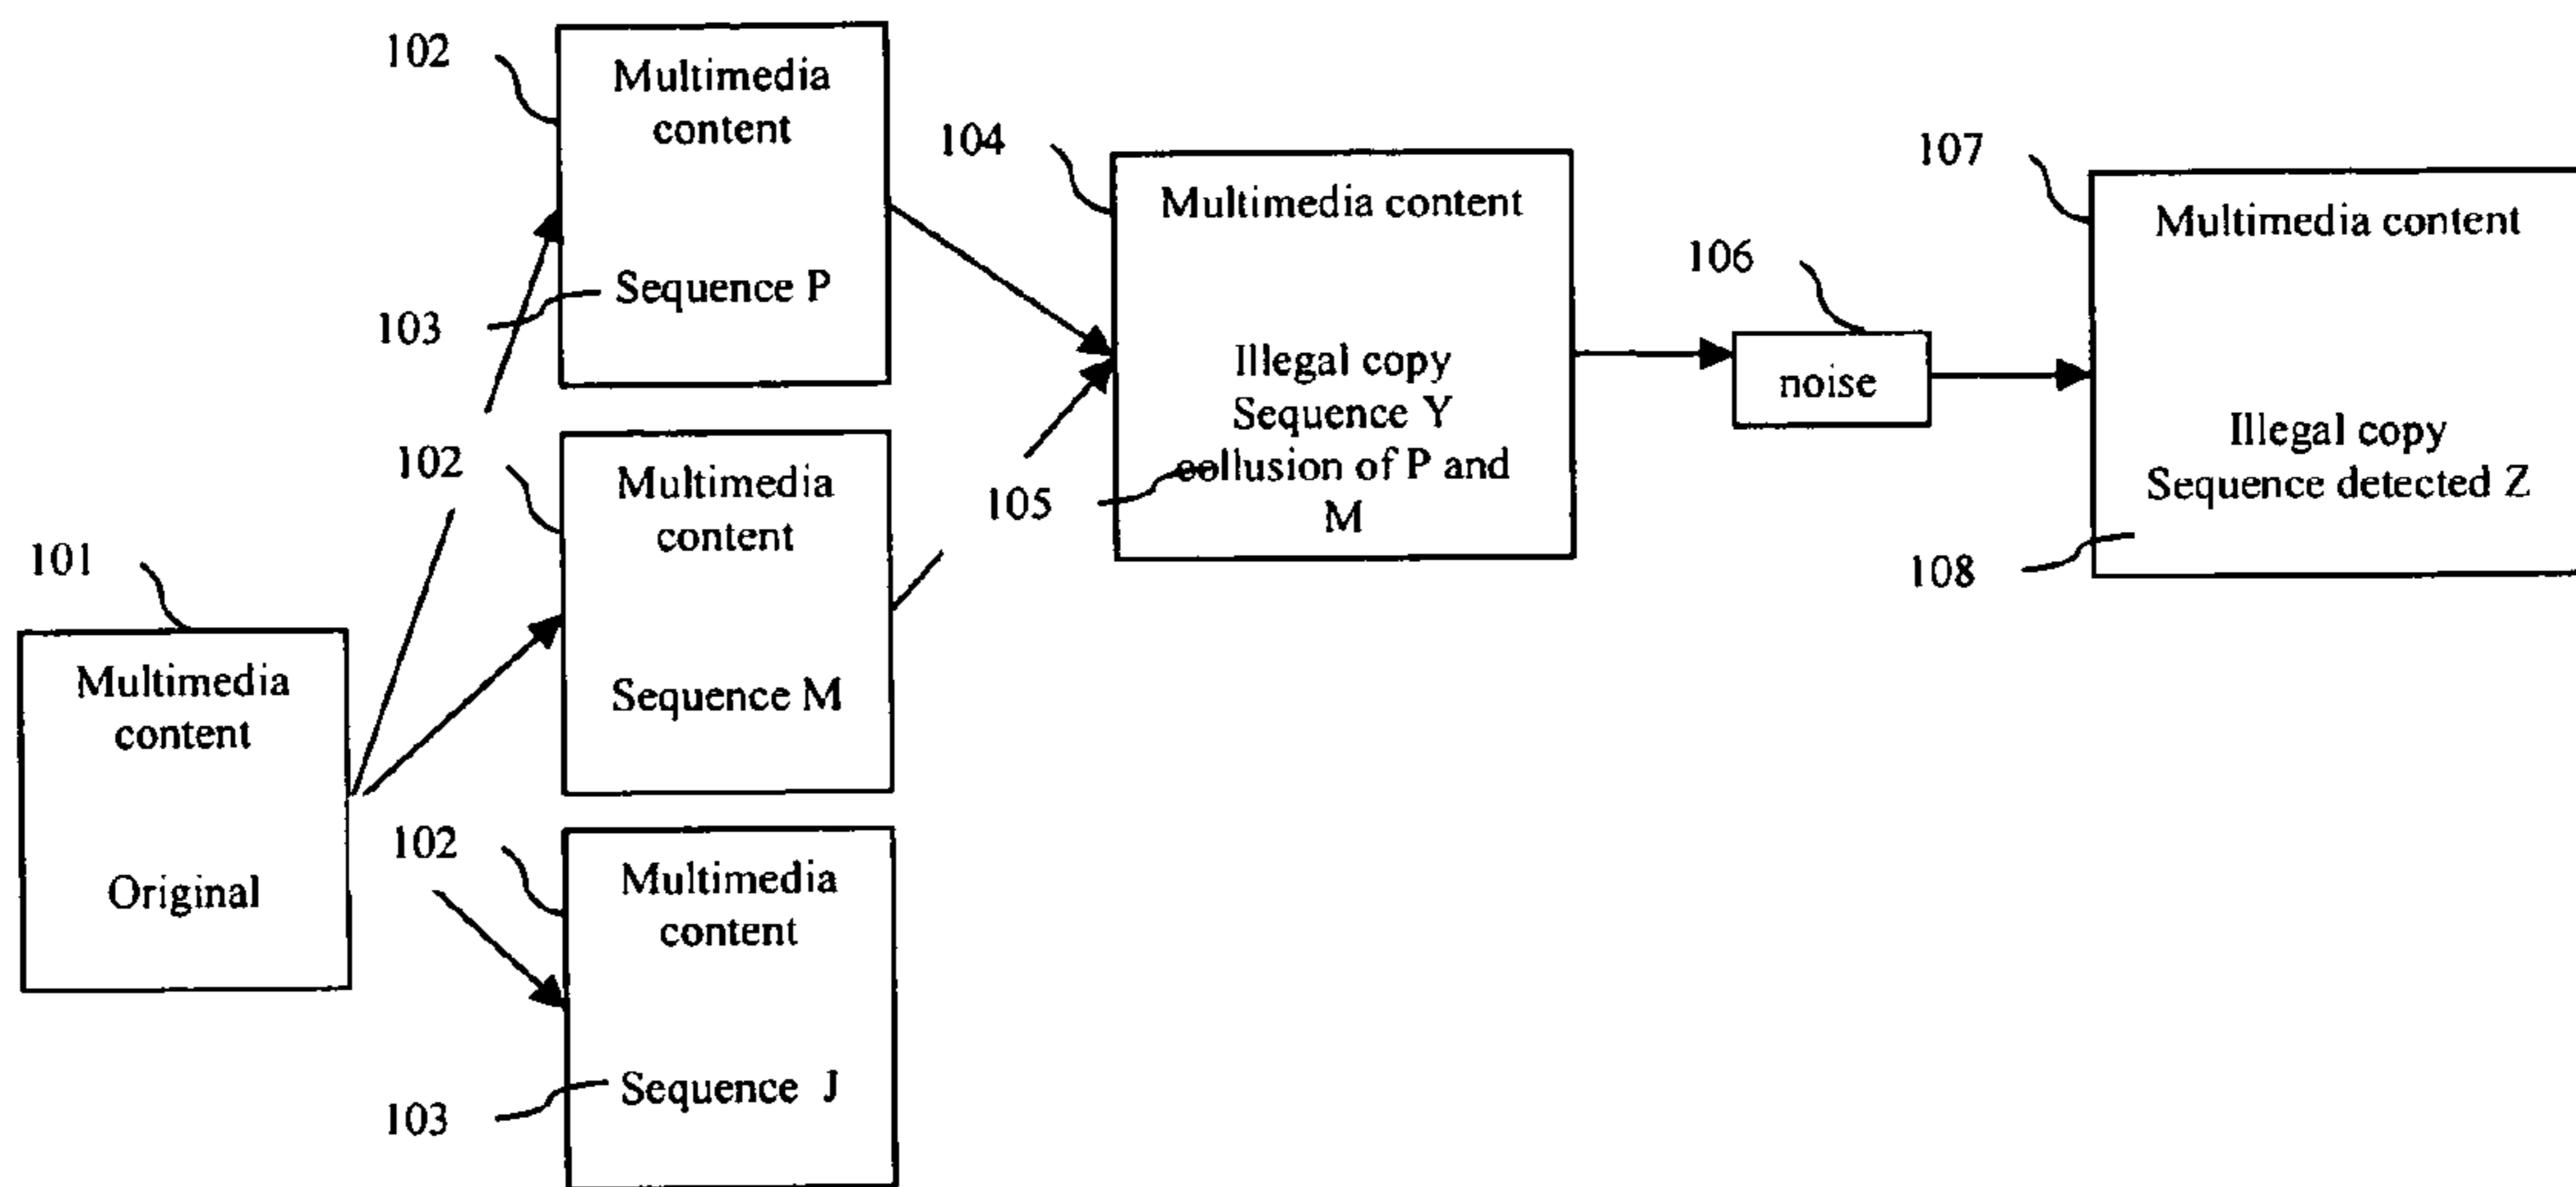 102
Multimedia
content
103
Sequence P
102
Multimedia
content
Sequence M
101
Multimedia
content
Original
102
Multimedia
content
103
Sequence J
104
Multimedia content
Illegal copy
Sequence Y
105
collusion of P and
M
106
noise
107
Multimedia content
Illegal copy
Sequence detected Z
108